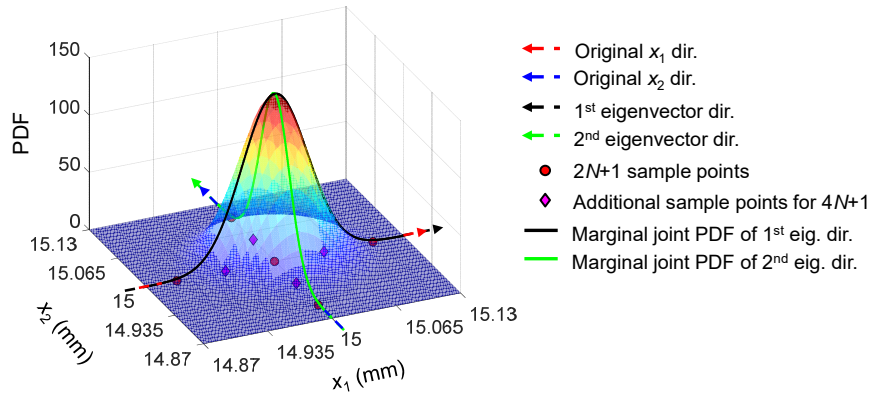 150
100
50
0
PDF
15.13
15.065
15
14.935
14.87
x₂ (mm)
14.87
14.935
15
15.065
15.13
x₁ (mm)
Original x₁ dir.
Original x₂ dir.
1ˢᵗ eigenvector dir.
2ⁿᵈ eigenvector dir.
2N+1 sample points
Additional sample points for 4N+1
Marginal joint PDF of 1ˢᵗ eig. dir.
Marginal joint PDF of 2ⁿᵈ eig. dir.